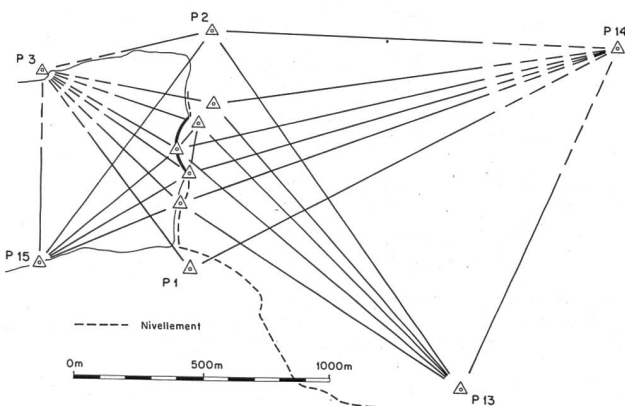 P 2
P 3
P 14
P 15
P 1
Nivellement
0m 500m 1000m
P 13